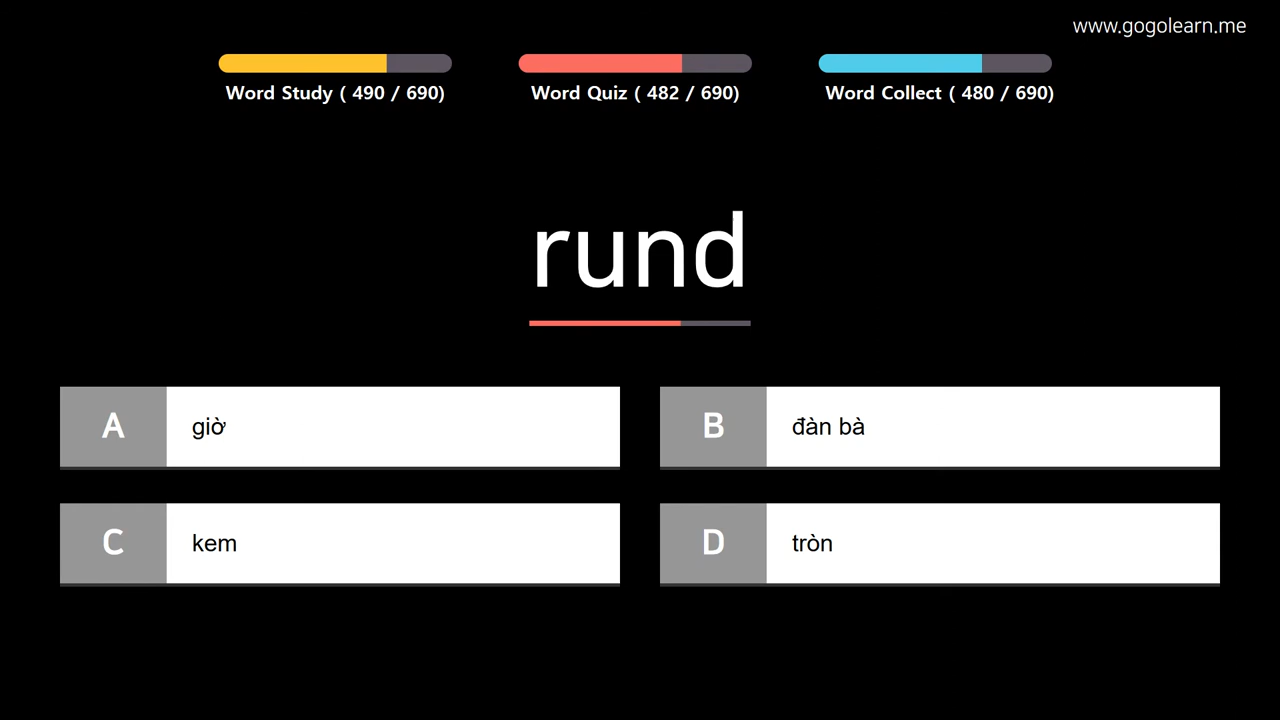 www.gogolearn.me
Word Study ( 490 / 690)
Word Quiz ( 482 / 690)
Word Collect ( 480 / 690)
rund
A giờ
B đàn bà
C kem
D tròn